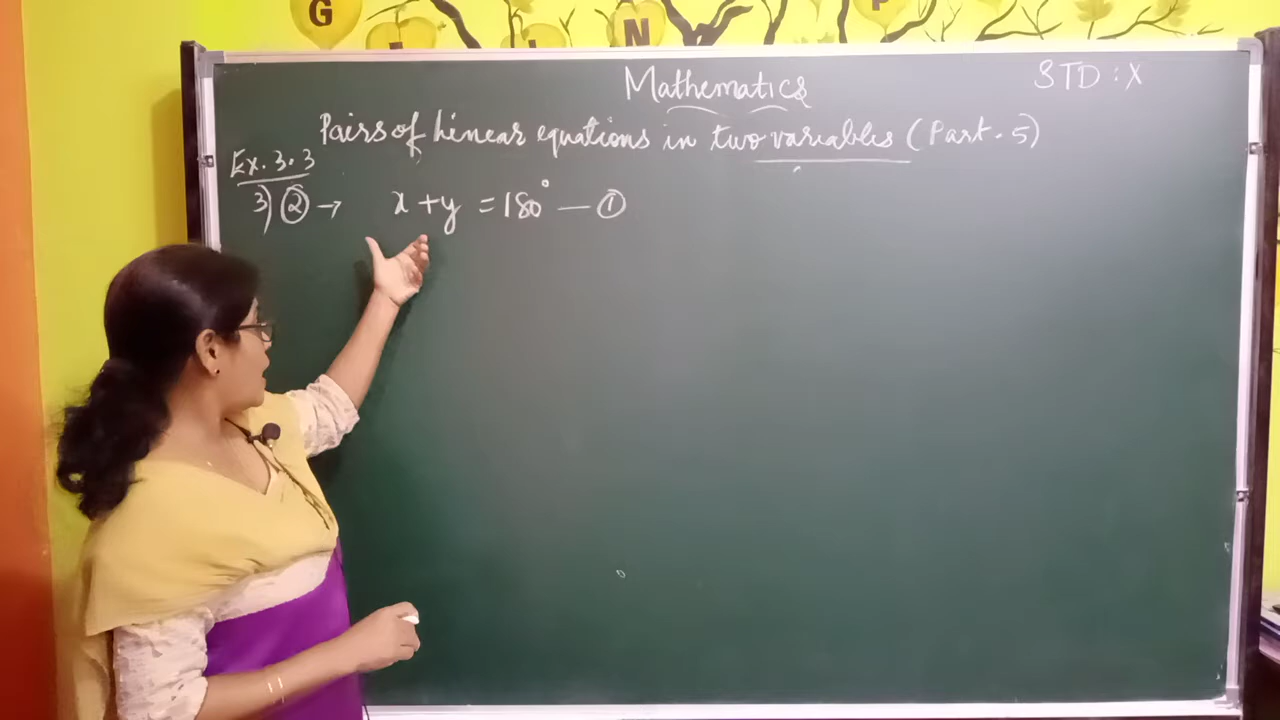 G I I N P
Mathematics
STD : X
Pairs of linear equations in two variables (Part - 5)
Ex. 3.3
3) ② → x + y = 180° — ①